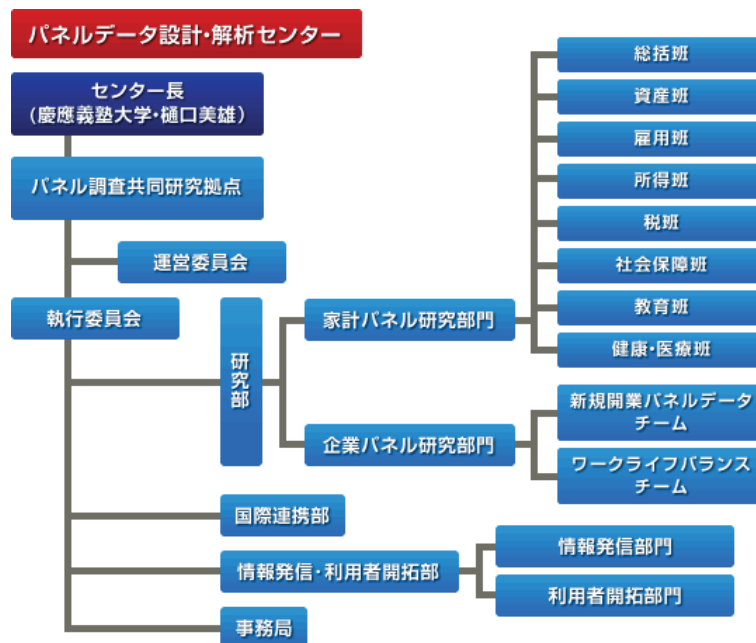 パネルデータ設計・解析センター
センター長
(慶應義塾大学・樋口美雄)
パネル調査共同研究拠点
運営委員会
執行委員会
研究部
家計パネル研究部門
総括班
資産班
雇用班
所得班
税班
社会保障班
教育班
健康・医療班
企業パネル研究部門
新規開業パネルデータ
チーム
ワークライフバランス
チーム
国際連携部
情報発信・利用者開拓部
情報発信部門
利用者開拓部門
事務局